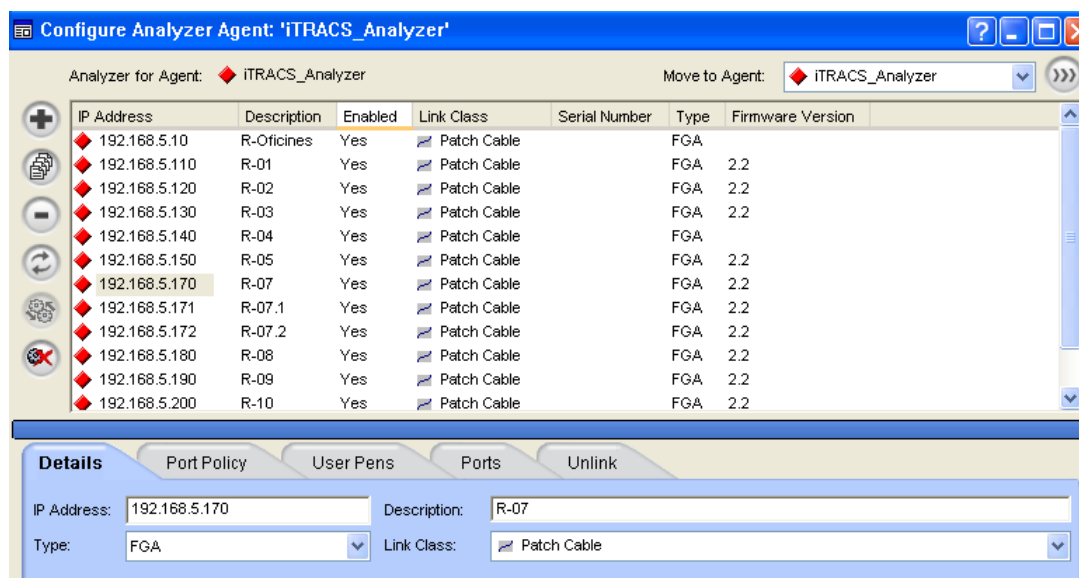 Configure Analyzer Agent: 'iTRACS_Analyzer'
Analyzer for Agent: iTRACS_Analyzer Move to Agent: iTRACS_Analyzer
IP Address Description Enabled Link Class Serial Number Type Firmware Version
192.168.5.10 R-Oficines Yes Patch Cable FGA
192.168.5.110 R-01 Yes Patch Cable FGA 2.2
192.168.5.120 R-02 Yes Patch Cable FGA 2.2
192.168.5.130 R-03 Yes Patch Cable FGA 2.2
192.168.5.140 R-04 Yes Patch Cable FGA
192.168.5.150 R-05 Yes Patch Cable FGA 2.2
192.168.5.170 R-07 Yes Patch Cable FGA 2.2
192.168.5.171 R-07.1 Yes Patch Cable FGA 2.2
192.168.5.172 R-07.2 Yes Patch Cable FGA 2.2
192.168.5.180 R-08 Yes Patch Cable FGA 2.2
192.168.5.190 R-09 Yes Patch Cable FGA 2.2
192.168.5.200 R-10 Yes Patch Cable FGA 2.2
Details Port Policy User Pens Ports Unlink
IP Address: 192.168.5.170 Description: R-07
Type: FGA Link Class: Patch Cable